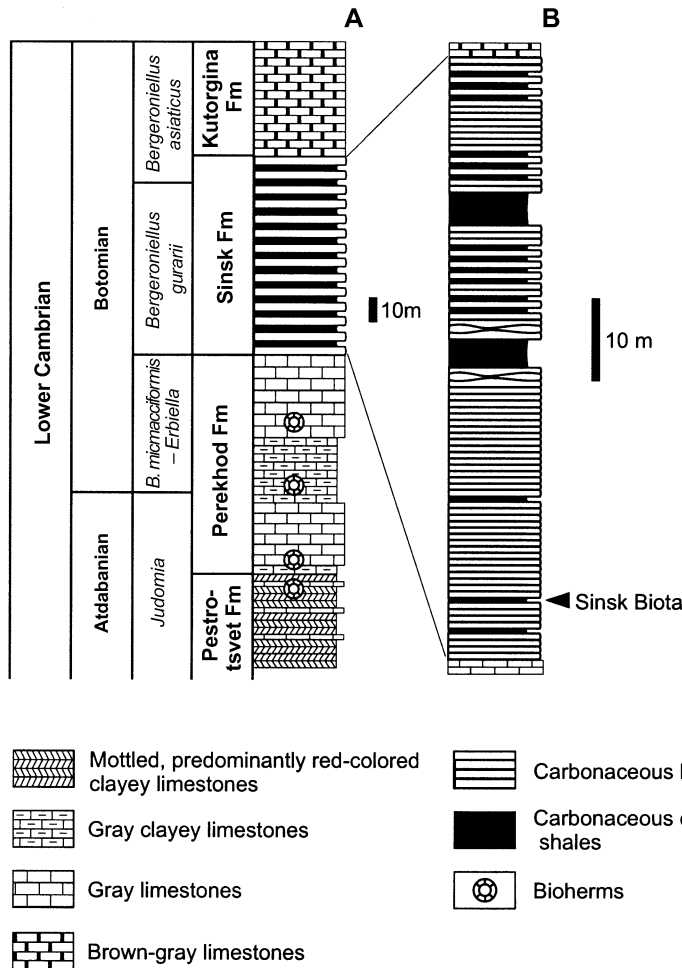 A
B
Lower Cambrian
Botomian
Atdabanian
Bergeroniellus
asiaticus
Bergeroniellus
gurarii
B. micmacciformis
– Erbiella
Judomia
Kutorgina
Fm
Sinsk Fm
Perekhod Fm
Pestro-
tsvet Fm
10m
10 m
Sinsk Biota
Mottled, predominantly red-colored
clayey limestones
Gray clayey limestones
Gray limestones
Brown-gray limestones
Carbonaceous
Carbonaceous
shales
Bioherms